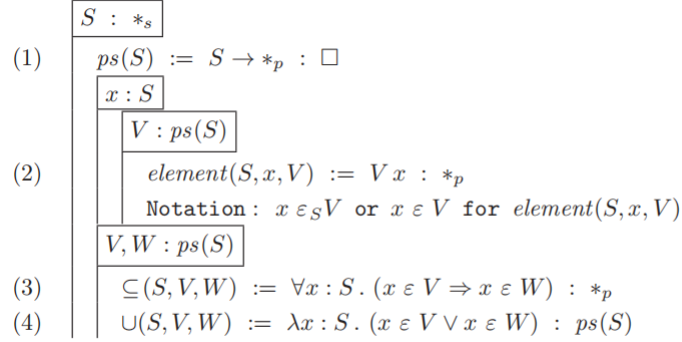 S : *ₛ
(1) ps(S) := S → *ₚ : □
x : S
V : ps(S)
(2) element(S, x, V) := V x : *ₚ
Notation : x ε_S V or x ε V for element(S, x, V)
V, W : ps(S)
(3) ⊆(S, V, W) := ∀x : S . (x ε V ⇒ x ε W) : *ₚ
(4) ∪(S, V, W) := λx : S . (x ε V ∨ x ε W) : ps(S)